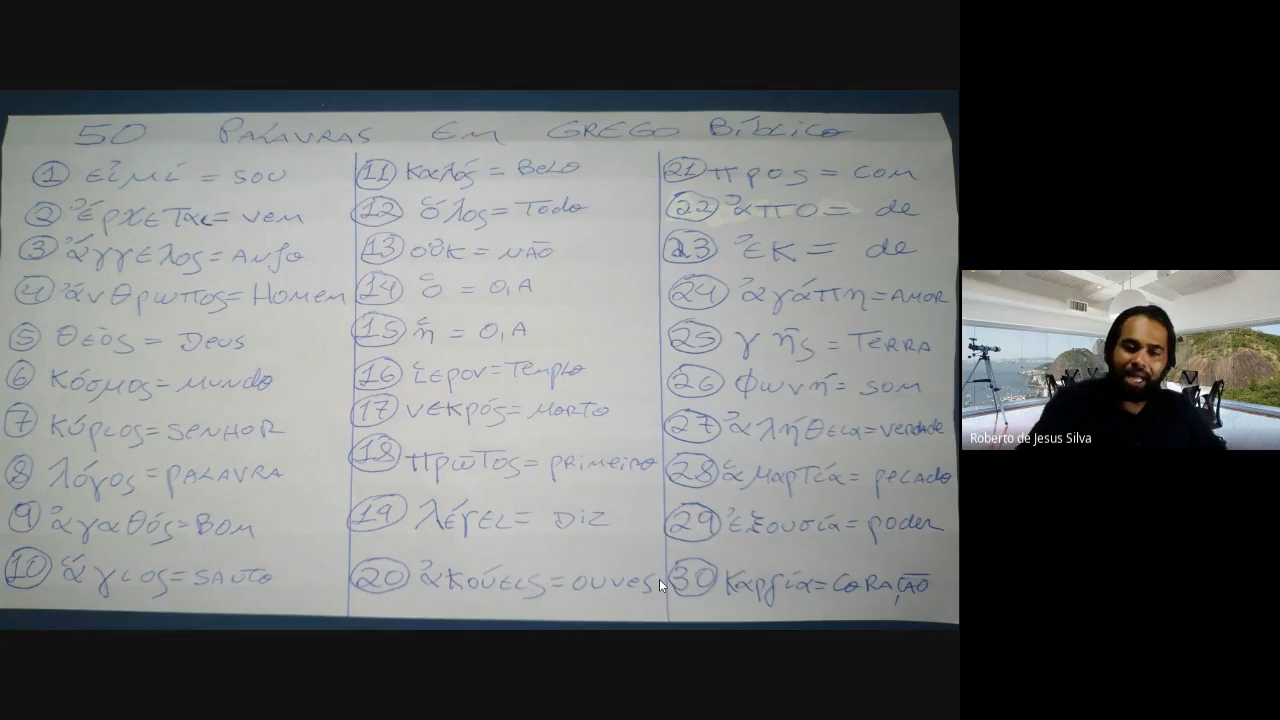 50 PALAVRAS EM GREGO Bíblico
1 εἰμί = sou
2 ἔρχεται = vem
3 ἄγγελος = ANJO
4 ἄνθρωπος = Homem
5 θεὸς = Deus
6 κόσμος = mundo
7 κύριος = SENHOR
8 λόγος = PALAVRA
9 ἀγαθός = Bom
10 ἅγιος = SANTO
11 καλός = Belo
12 ὅλος = Todo
13 οὐκ = NÃO
14 ὁ = O, A
15 ἡ = O, A
16 ἱερον = Templo
17 νεκρός = MORTO
18 πρῶτος = primeiro
19 λέγει = DIZ
20 ἀκούεις = ouves
21 προς = com
22 ἀπο = de
23 ἐκ = de
24 ἀγάπη = AMOR
25 γῆς = TERRA
26 φωνή = som
27 ἀλήθεια = verdade
28 ἁμαρτία = pecado
29 ἐξουσία = poder
30 καρδία = CORAÇÃO
Roberto de Jesus Silva